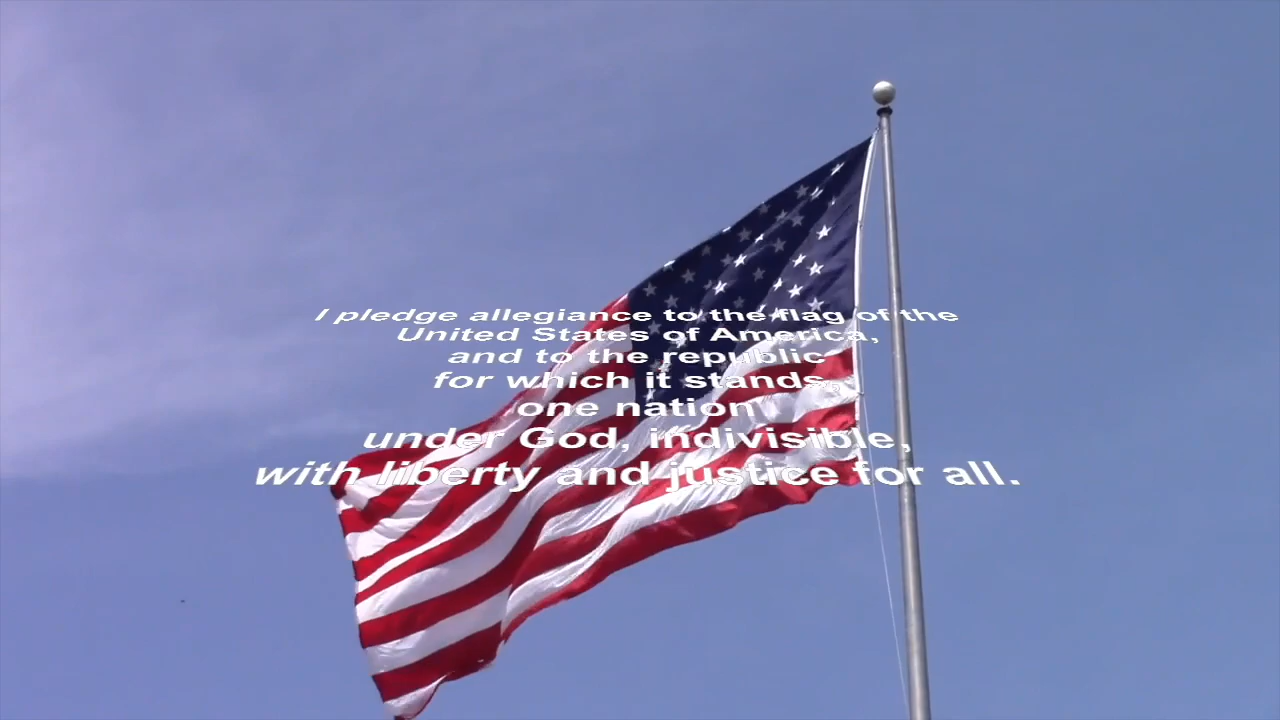 I pledge allegiance to the flag of the
United States of America,
and to the republic
for which it stands,
one nation
under God, indivisible,
with liberty and justice for all.